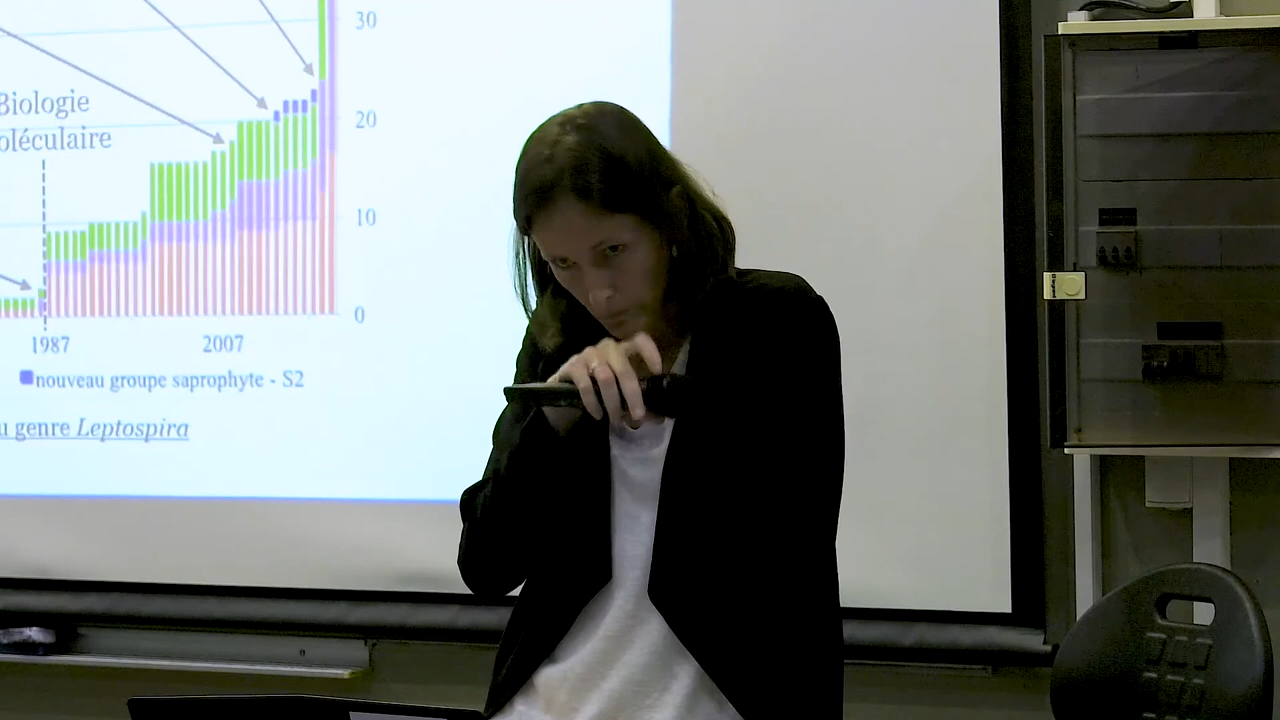 30
Biologie
20
oléculaire
10
0
1987
2007
nouveau groupe saprophyte - S2
u genre Leptospira